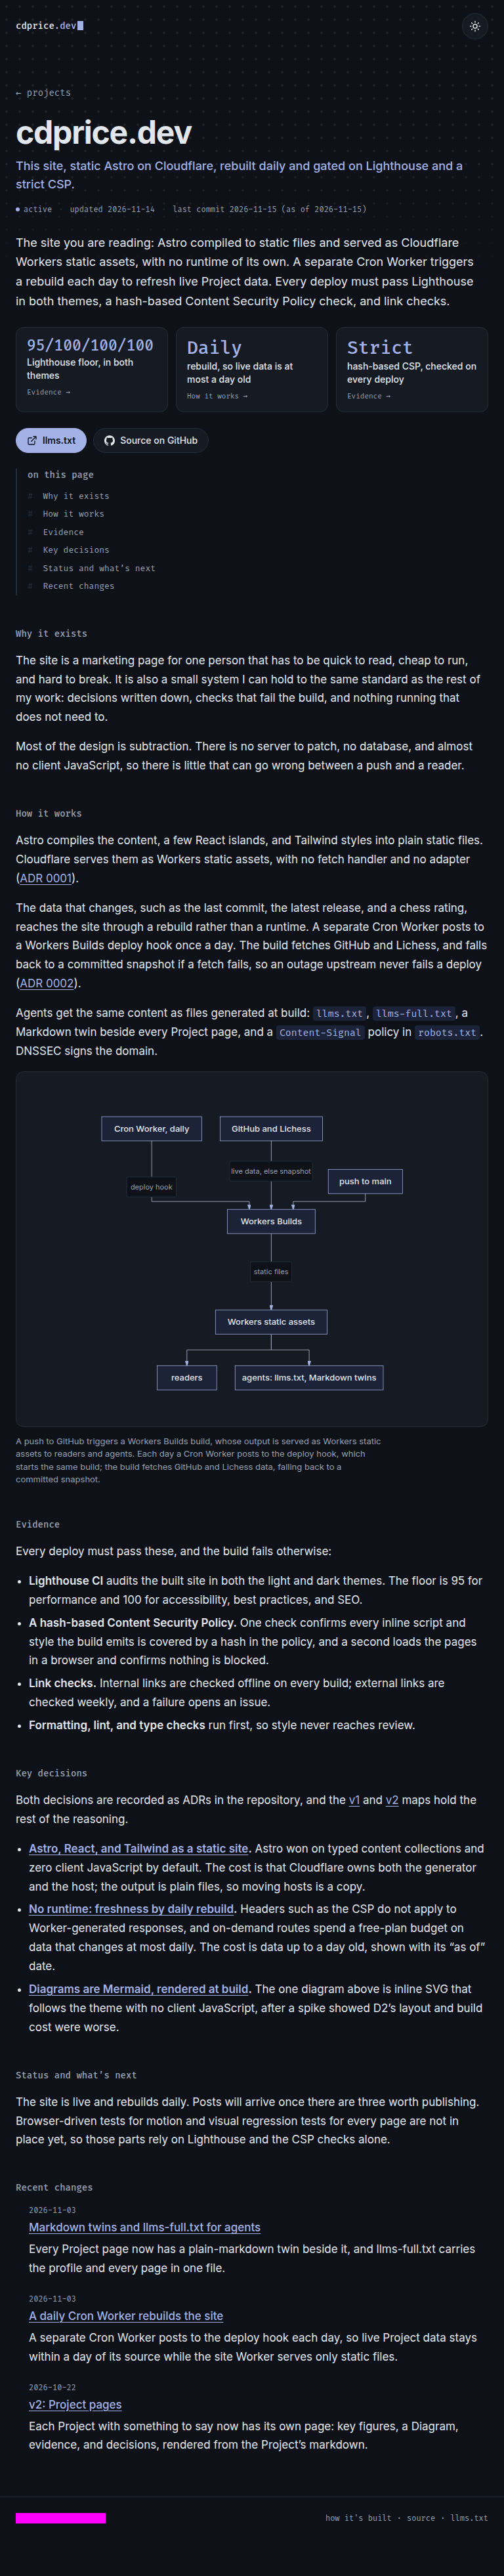 cdprice.dev
← projects
cdprice.dev
This site, static Astro on Cloudflare, rebuilt daily and gated on Lighthouse and a
strict CSP.
active updated 2026-11-14 last commit 2026-11-15 (as of 2026-11-15)
The site you are reading: Astro compiled to static files and served as Cloudflare
Workers static assets, with no runtime of its own. A separate Cron Worker triggers
a rebuild each day to refresh live Project data. Every deploy must pass Lighthouse
in both themes, a hash-based Content Security Policy check, and link checks.
95/100/100/100
Lighthouse floor, in both
themes
Evidence →
Daily
rebuild, so live data is at
most a day old
How it works →
Strict
hash-based CSP, checked on
every deploy
Evidence →
llms.txt
Source on GitHub
on this page
Why it exists
How it works
Evidence
Key decisions
Status and what's next
Recent changes
Why it exists
The site is a marketing page for one person that has to be quick to read, cheap to run,
and hard to break. It is also a small system I can hold to the same standard as the rest of
my work: decisions written down, checks that fail the build, and nothing running that
does not need to.
Most of the design is subtraction. There is no server to patch, no database, and almost
no client JavaScript, so there is little that can go wrong between a push and a reader.
How it works
Astro compiles the content, a few React islands, and Tailwind styles into plain static files.
Cloudflare serves them as Workers static assets, with no fetch handler and no adapter
(ADR 0001).
The data that changes, such as the last commit, the latest release, and a chess rating,
reaches the site through a rebuild rather than a runtime. A separate Cron Worker posts to
a Workers Builds deploy hook once a day. The build fetches GitHub and Lichess, and falls
back to a committed snapshot if a fetch fails, so an outage upstream never fails a deploy
(ADR 0002).
Agents get the same content as files generated at build: llms.txt, llms-full.txt, a
Markdown twin beside every Project page, and a Content-Signal policy in robots.txt.
DNSSEC signs the domain.
Cron Worker, daily
GitHub and Lichess
live data, else snapshot
push to main
deploy hook
Workers Builds
static files
Workers static assets
readers
agents: llms.txt, Markdown twins
A push to GitHub triggers a Workers Builds build, whose output is served as Workers static
assets to readers and agents. Each day a Cron Worker posts to the deploy hook, which
starts the same build; the build fetches GitHub and Lichess data, falling back to a
committed snapshot.
Evidence
Every deploy must pass these, and the build fails otherwise:
• Lighthouse CI audits the built site in both the light and dark themes. The floor is 95 for
performance and 100 for accessibility, best practices, and SEO.
• A hash-based Content Security Policy. One check confirms every inline script and
style the build emits is covered by a hash in the policy, and a second loads the pages
in a browser and confirms nothing is blocked.
• Link checks. Internal links are checked offline on every build; external links are
checked weekly, and a failure opens an issue.
• Formatting, lint, and type checks run first, so style never reaches review.
Key decisions
Both decisions are recorded as ADRs in the repository, and the v1 and v2 maps hold the
rest of the reasoning.
• Astro, React, and Tailwind as a static site. Astro won on typed content collections and
zero client JavaScript by default. The cost is that Cloudflare owns both the generator
and the host; the output is plain files, so moving hosts is a copy.
• No runtime: freshness by daily rebuild. Headers such as the CSP do not apply to
Worker-generated responses, and on-demand routes spend a free-plan budget on
data that changes at most daily. The cost is data up to a day old, shown with its “as of”
date.
• Diagrams are Mermaid, rendered at build. The one diagram above is inline SVG that
follows the theme with no client JavaScript, after a spike showed D2's layout and build
cost were worse.
Status and what's next
The site is live and rebuilds daily. Posts will arrive once there are three worth publishing.
Browser-driven tests for motion and visual regression tests for every page are not in
place yet, so those parts rely on Lighthouse and the CSP checks alone.
Recent changes
2026-11-03
Markdown twins and llms-full.txt for agents
Every Project page now has a plain-markdown twin beside it, and llms-full.txt carries
the profile and every page in one file.
2026-11-03
A daily Cron Worker rebuilds the site
A separate Cron Worker posts to the deploy hook each day, so live Project data stays
within a day of its source while the site Worker serves only static files.
2026-10-22
v2: Project pages
Each Project with something to say now has its own page: key figures, a Diagram,
evidence, and decisions, rendered from the Project's markdown.
how it's built · source · llms.txt